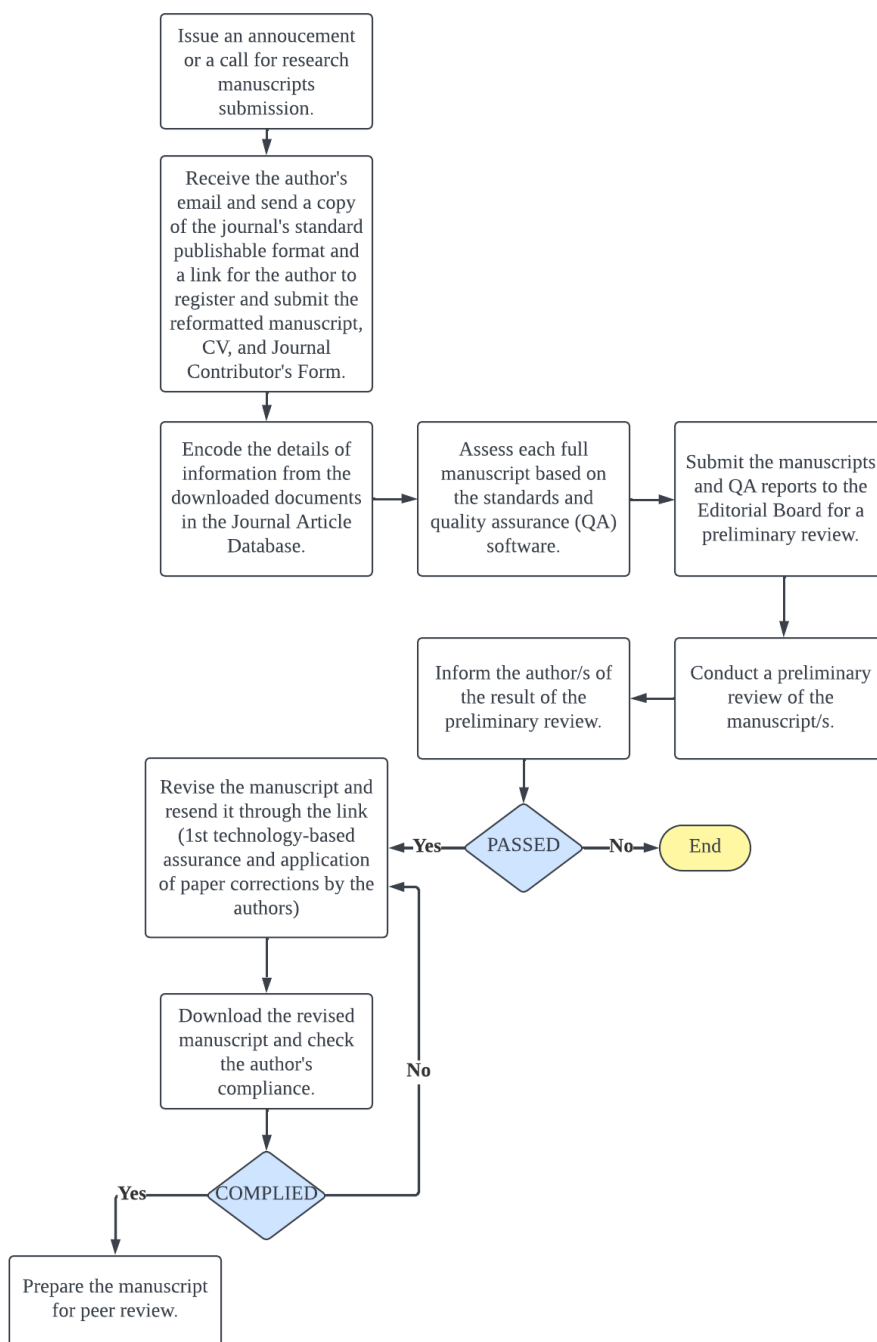 Issue an annoucement
or a call for research
manuscripts
submission.
Receive the author's
email and send a copy
of the journal's standard
publishable format and
a link for the author to
register and submit the
reformatted manuscript,
CV, and Journal
Contributor's Form.
Encode the details of
information from the
downloaded documents
in the Journal Article
Database.
Assess each full
manuscript based on
the standards and
quality assurance (QA)
software.
Submit the manuscripts
and QA reports to the
Editorial Board for a
preliminary review.
Conduct a preliminary
review of the
manuscript/s.
Inform the author/s of
the result of the
preliminary review.
PASSED
No
End
Yes
Revise the manuscript and
resend it through the link
(1st technology-based
assurance and application
of paper corrections by the
authors)
Download the revised
manuscript and check
the author's
compliance.
COMPLIED
No
Yes
Prepare the manuscript
for peer review.